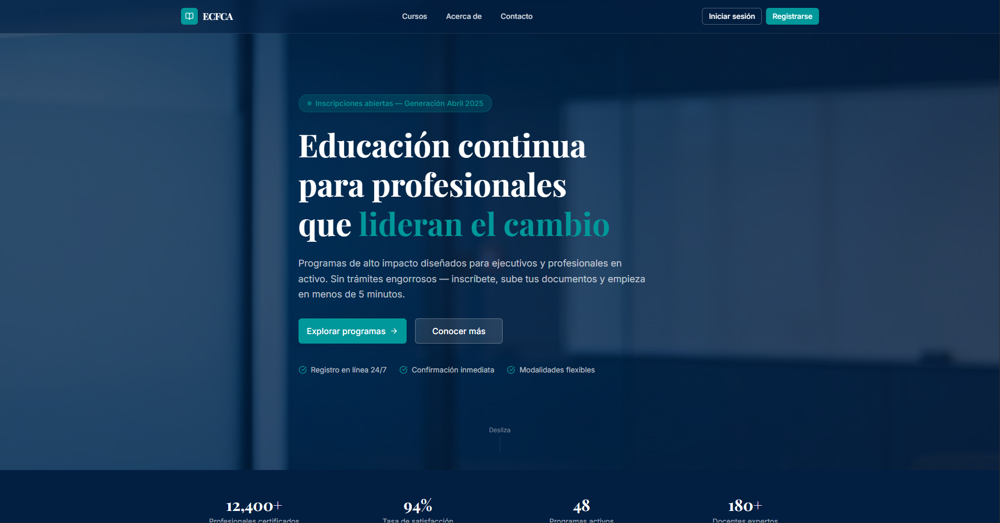 ECFCA
Cursos
Acerca de
Contacto
Iniciar sesión
Registrarse
Inscripciones abiertas — Generación Abril 2025
Educación continua
para profesionales
que lideran el cambio
Programas de alto impacto diseñados para ejecutivos y profesionales en
activo. Sin trámites engorrosos — inscríbete, sube tus documentos y empieza
en menos de 5 minutos.
Explorar programas
Conocer más
Registro en línea 24/7
Confirmación inmediata
Modalidades flexibles
Desliza
12,400+
94%
48
180+
Profesionales certificados
Tasa de satisfacción
Programas activos
Docentes expertos